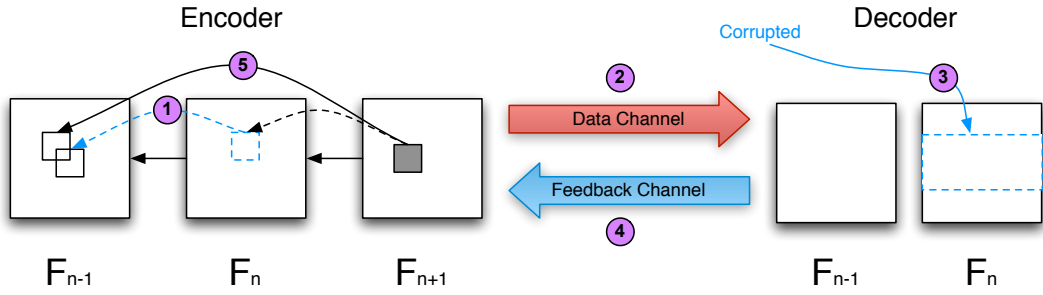 Encoder
Decoder
Corrupted
5
1
2
3
Data Channel
Feedback Channel
4
Fn-1
Fn
Fn+1
Fn-1
Fn